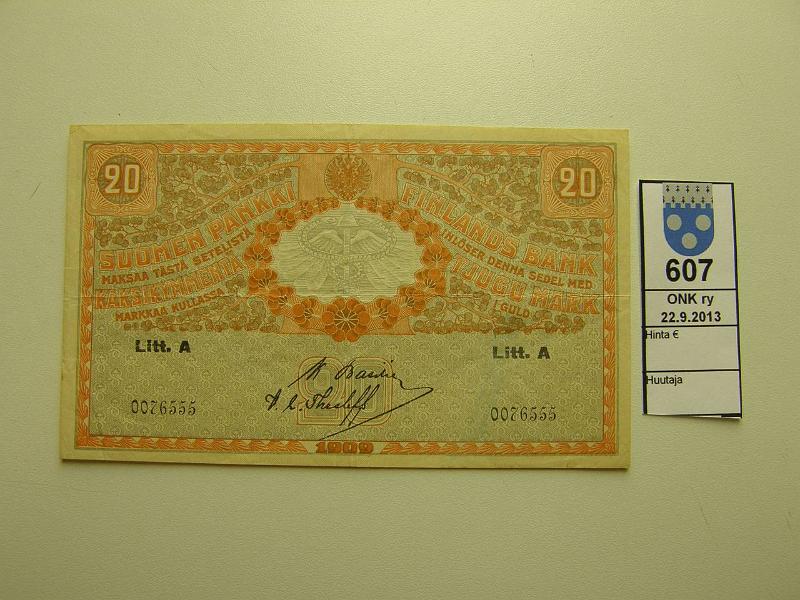 20
20
SUOMEN PANKKI
MAKSAA TÄSTÄ SETELISTÄ
KAKSIKYMMENTÄ
MARKKAA KULLASSA
FINLANDS BANK
INLÖSER DENNA SEDEL MED
TJUGU MARK
I GULD
Litt. A
Litt. A
0076555
0076555
1909
607
ONK ry
22.9.2013
Hinta €
Huutaja